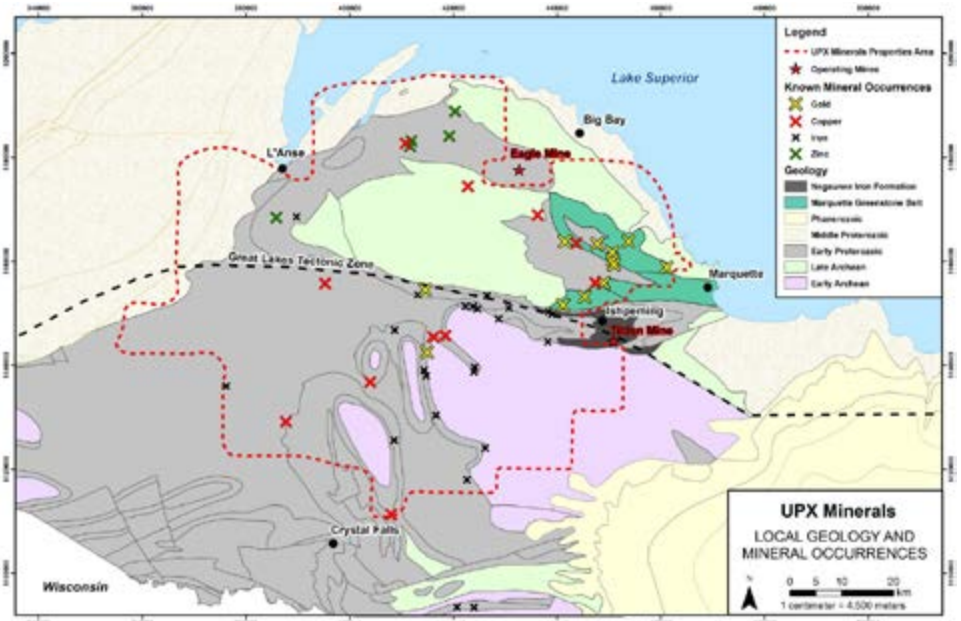 Lake Superior
Big Bay
L'Anse
Eagle Mine
Great Lakes Tectonic Zone
Marquette
Ishpeming
Tilden Mine
Crystal Falls
Wisconsin
Legend
UPX Minerals Properties Area
Operating Mines
Known Mineral Occurrences
Gold
Copper
Iron
Zinc
Geology
Negaunee Iron Formation
Marquette Greenstone Belt
Phanerozoic
Middle Proterozoic
Early Proterozoic
Late Archean
Early Archean
UPX Minerals
LOCAL GEOLOGY AND
MINERAL OCCURRENCES
N
0 5 10 20
km
1 centimeter = 4,500 meters